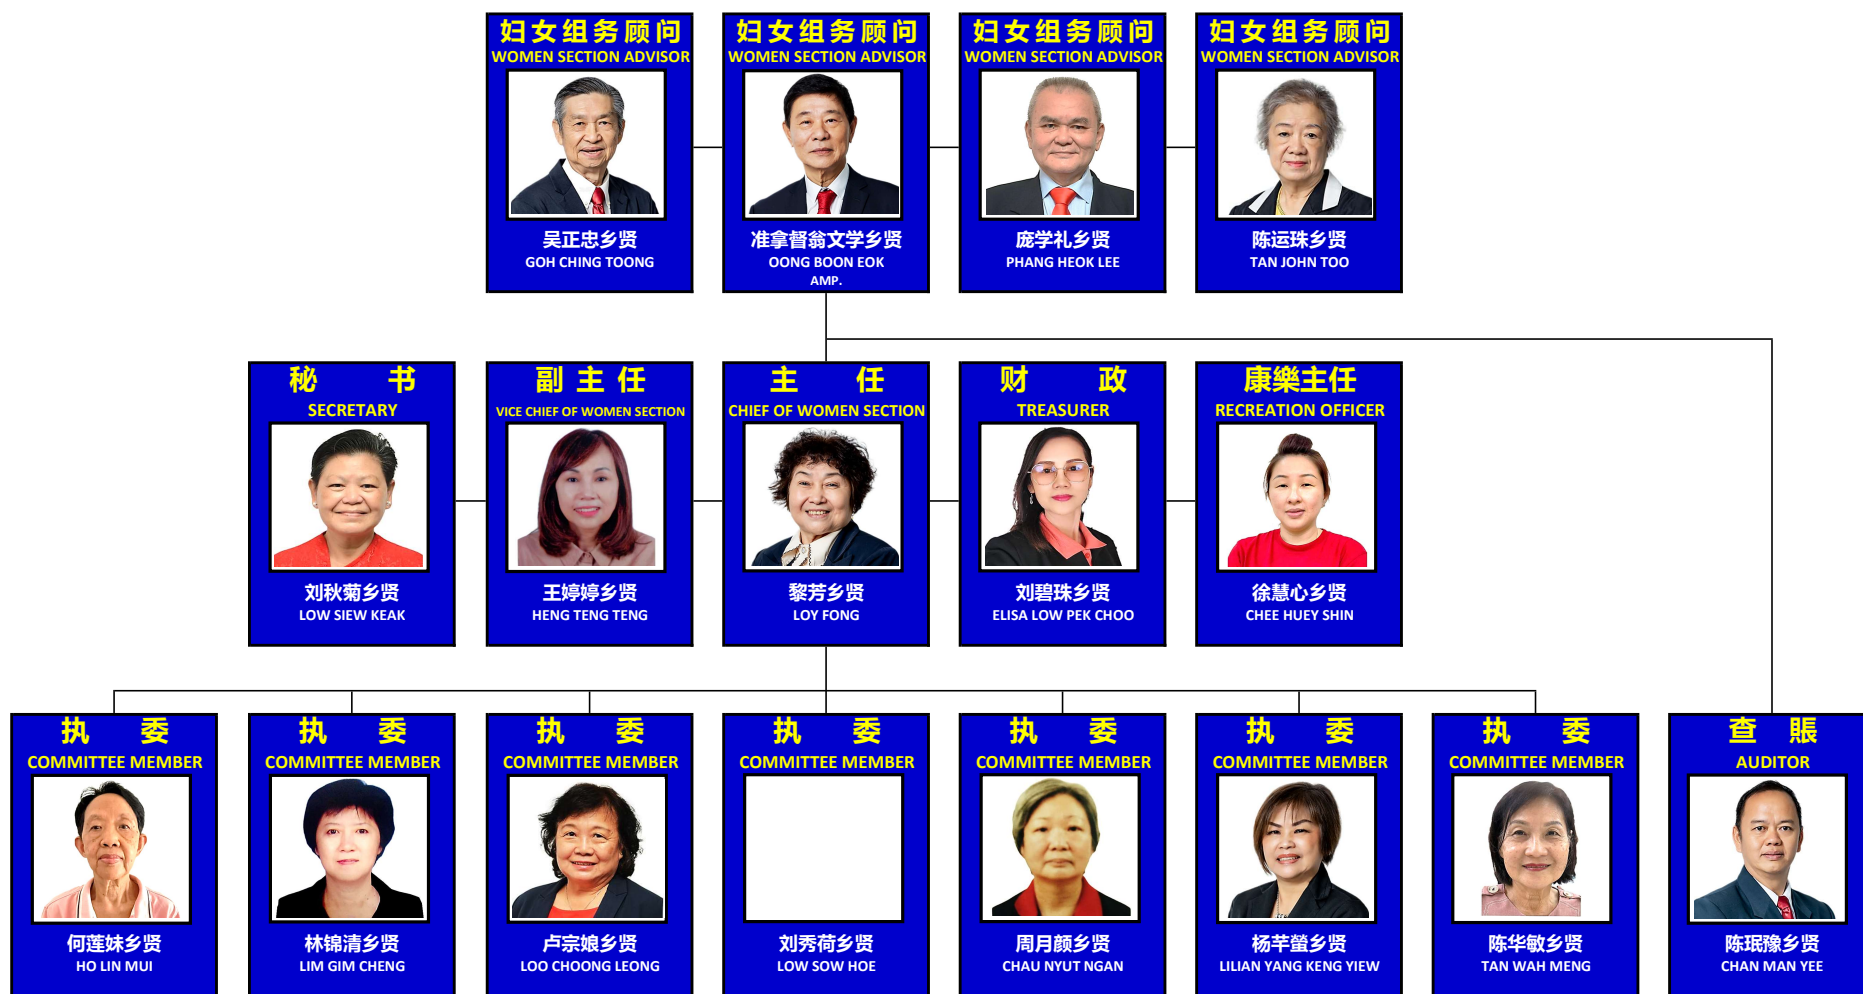 妇女组务顾问
WOMEN SECTION ADVISOR
吴正忠乡贤
GOH CHING TOONG
妇女组务顾问
WOMEN SECTION ADVISOR
准拿督翁文学乡贤
OONG BOON EOK
AMP.
妇女组务顾问
WOMEN SECTION ADVISOR
庞学礼乡贤
PHANG HEOK LEE
妇女组务顾问
WOMEN SECTION ADVISOR
陈运珠乡贤
TAN JOHN TOO
秘 书
SECRETARY
刘秋菊乡贤
LOW SIEW KEAK
副主任
VICE CHIEF OF WOMEN SECTION
王婷婷乡贤
HENG TENG TENG
主 任
CHIEF OF WOMEN SECTION
黎芳乡贤
LOY FONG
财 政
TREASURER
刘碧珠乡贤
ELISA LOW PEK CHOO
康樂主任
RECREATION OFFICER
徐慧心乡贤
CHEE HUEY SHIN
执 委
COMMITTEE MEMBER
何莲妹乡贤
HO LIN MUI
执 委
COMMITTEE MEMBER
林锦清乡贤
LIM GIM CHENG
执 委
COMMITTEE MEMBER
卢宗娘乡贤
LOO CHOONG LEONG
执 委
COMMITTEE MEMBER
刘秀荷乡贤
LOW SOW HOE
执 委
COMMITTEE MEMBER
周月颜乡贤
CHAU NYUT NGAN
执 委
COMMITTEE MEMBER
杨芊螢乡贤
LILIAN YANG KENG YIEW
执 委
COMMITTEE MEMBER
陈华敏乡贤
TAN WAH MENG
查 賬
AUDITOR
陈珉豫乡贤
CHAN MAN YEE